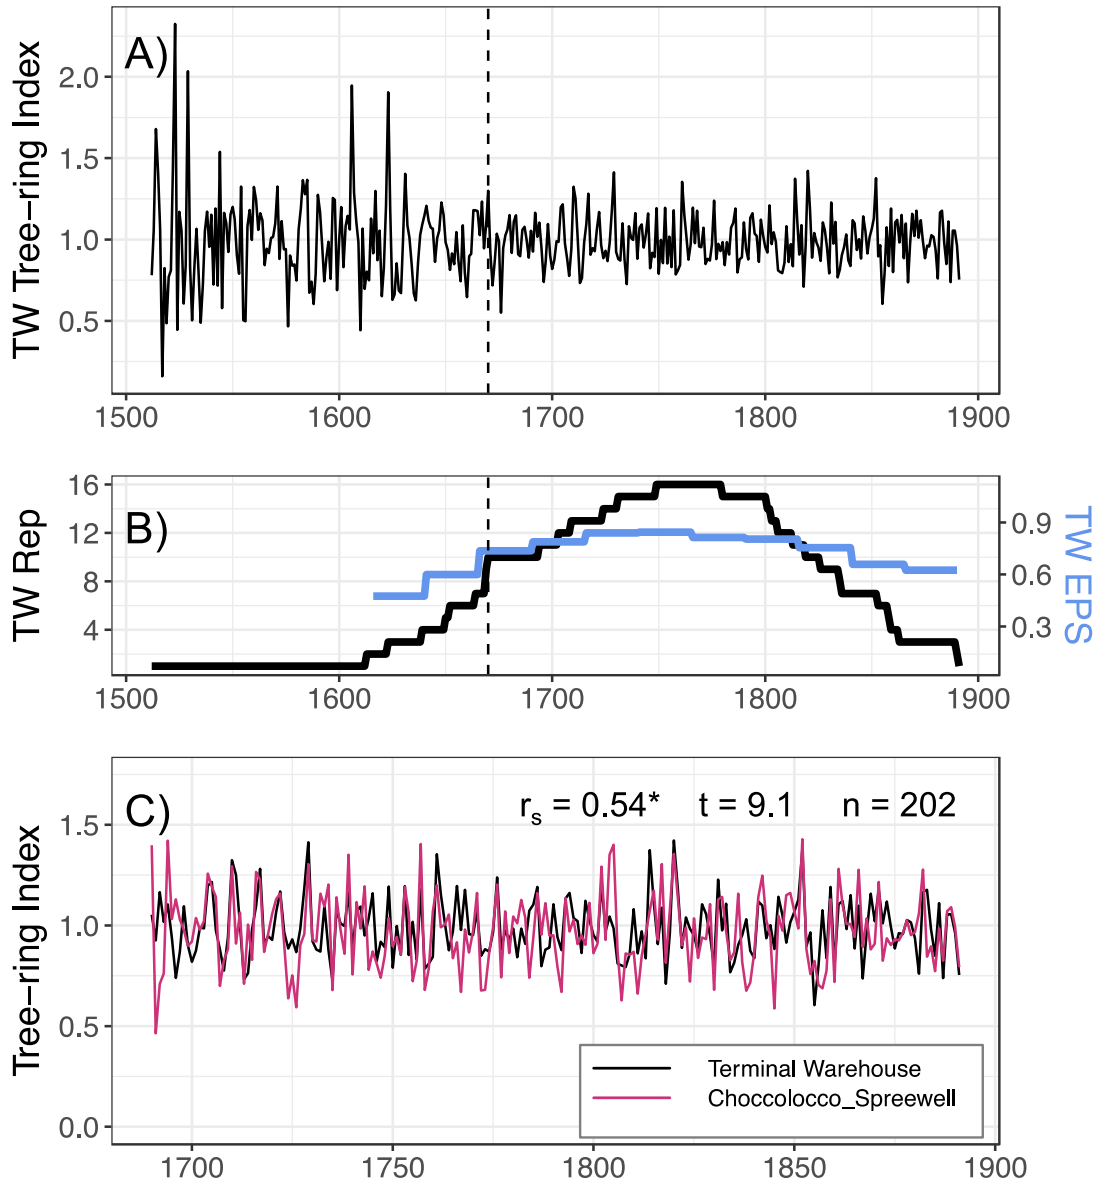 A)
TW Tree−ring Index
2.0
1.5
1.0
0.5
1500 1600 1700 1800 1900
B)
TW Rep
16
12
8
4
TW EPS
0.9
0.6
0.3
1500 1600 1700 1800 1900
C)
rs = 0.54* t = 9.1 n = 202
Tree−ring Index
1.5
1.0
0.5
0.0
Terminal Warehouse
Choccolocco_Spreewell
1700 1750 1800 1850 1900